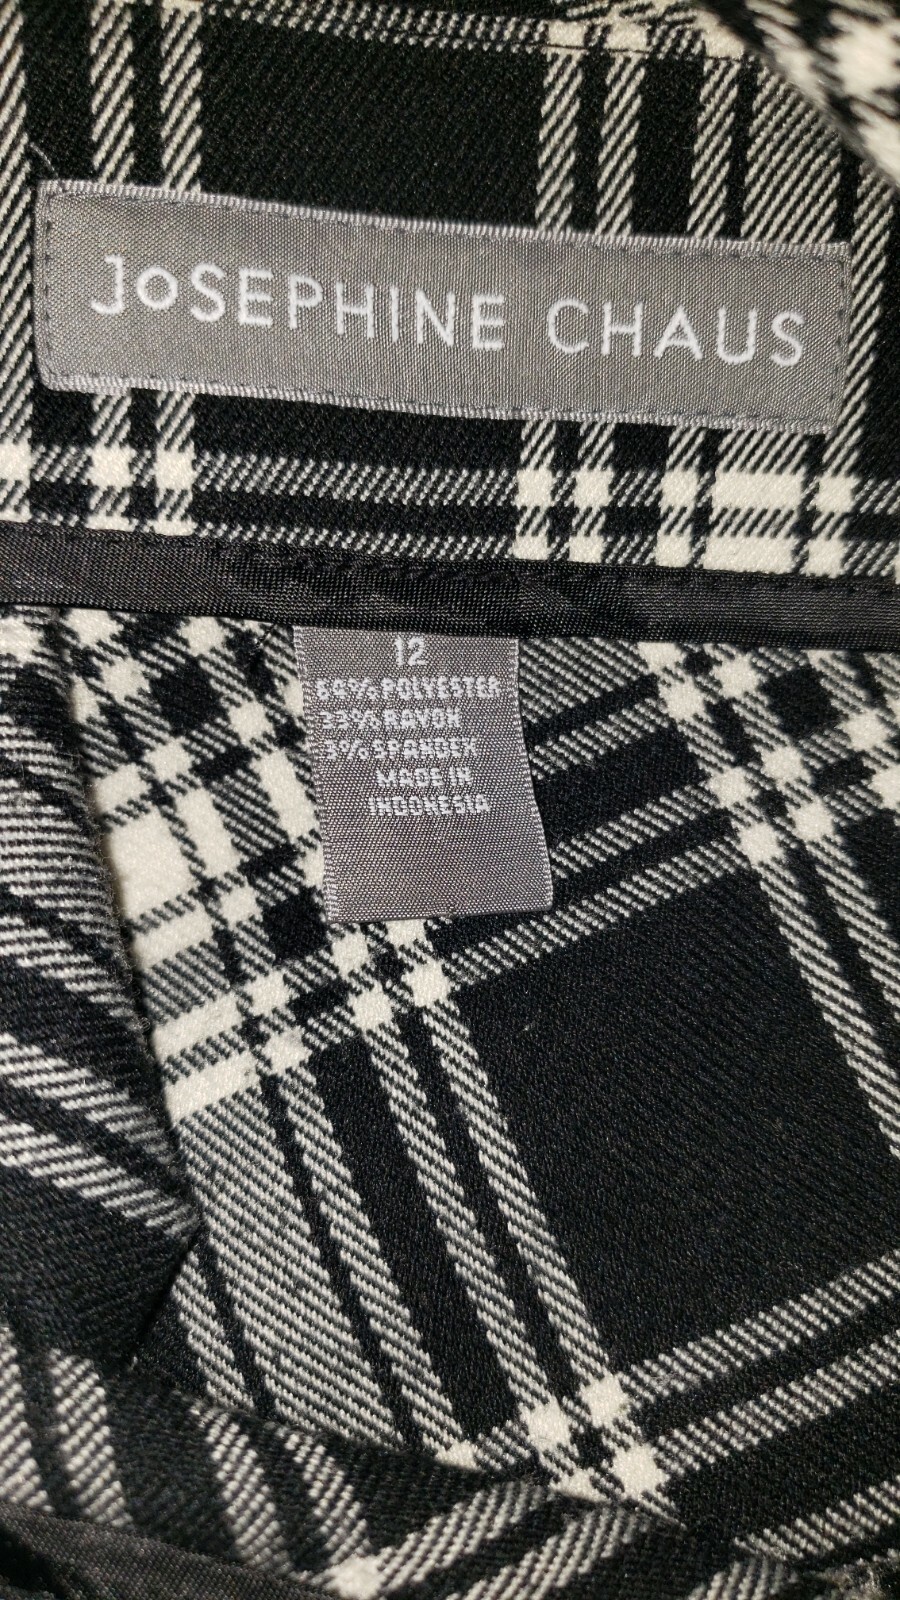 JoSEPHINE CHAUS
12
64% POLYESTER
33% RAYON
3% SPANDEX
MADE IN
INDONESIA